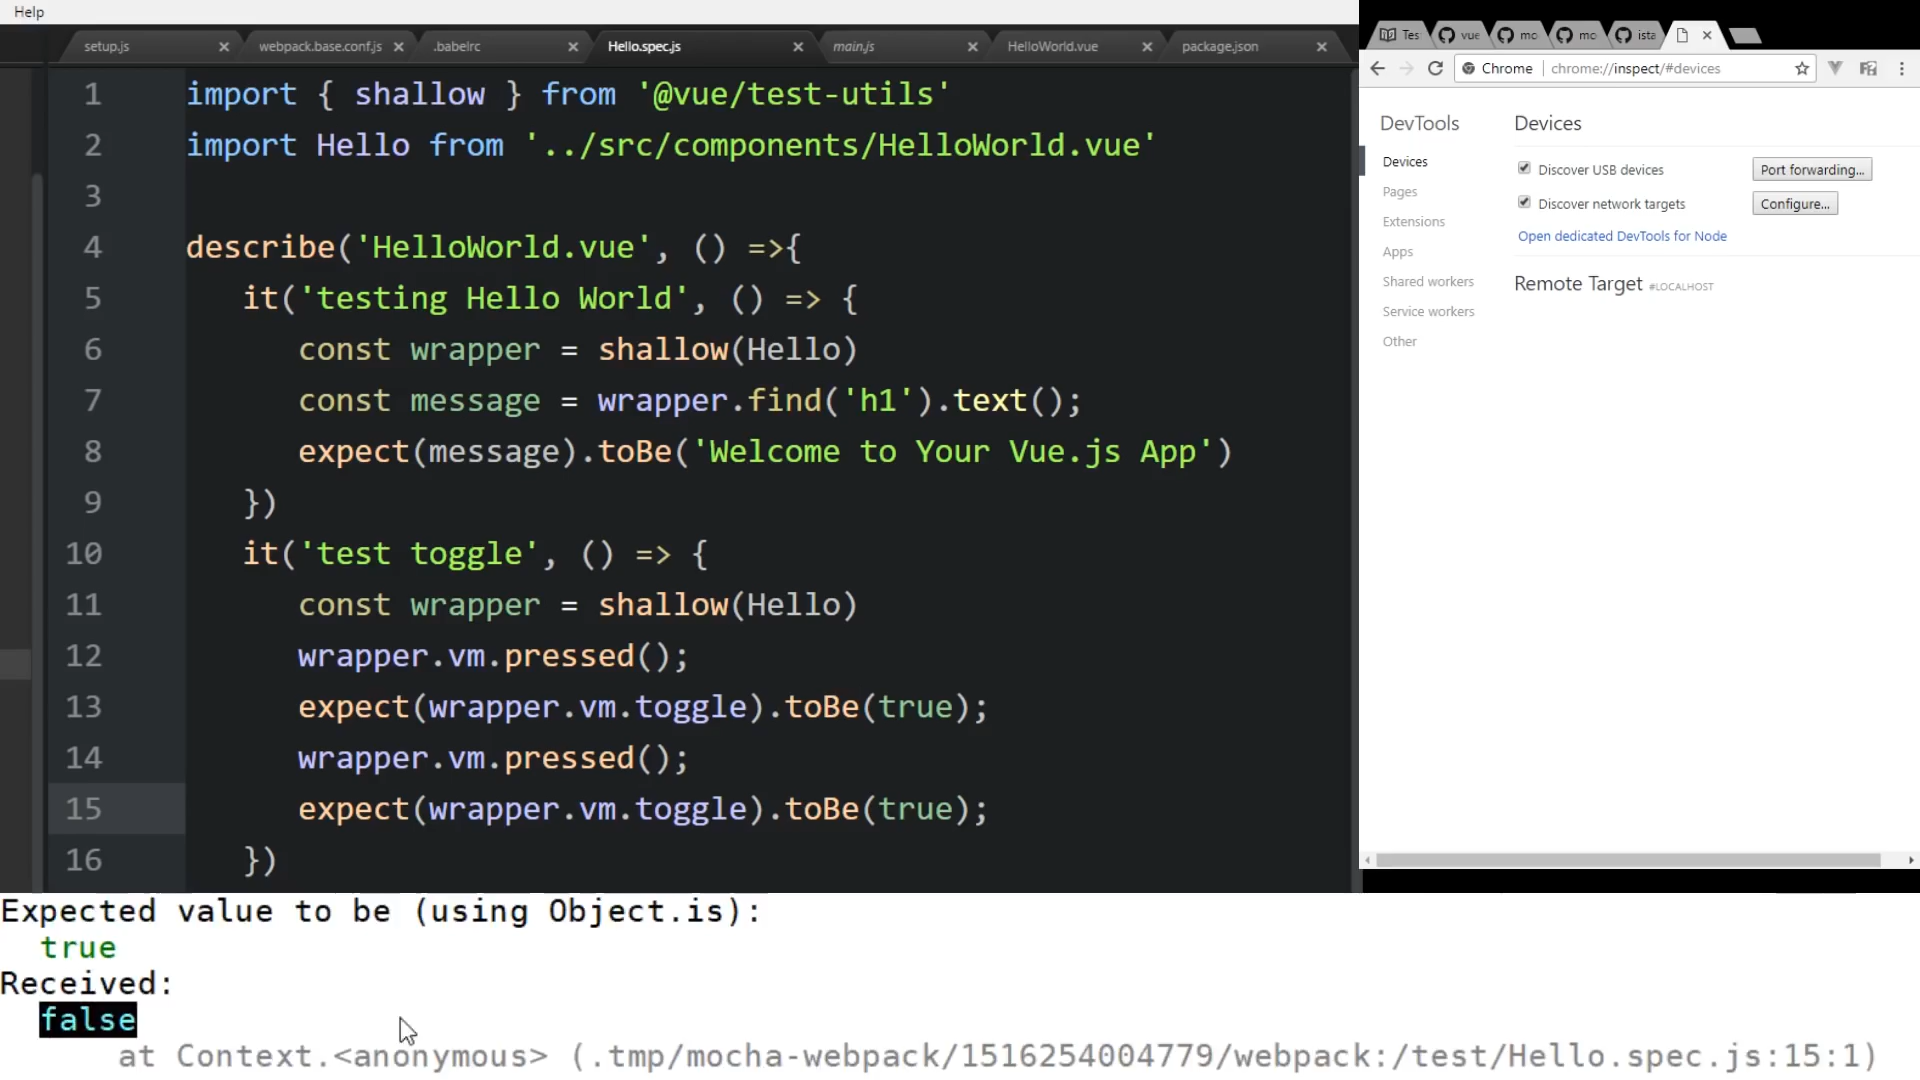 Help
setup.js
webpack.base.conf.js
.babelrc
Hello.spec.js
main.js
HelloWorld.vue
package.json
1 import { shallow } from '@vue/test-utils'
2 import Hello from '../src/components/HelloWorld.vue'
3
4 describe('HelloWorld.vue', () =>{
5 it('testing Hello World', () => {
6 const wrapper = shallow(Hello)
7 const message = wrapper.find('h1').text();
8 expect(message).toBe('Welcome to Your Vue.js App')
9 })
10 it('test toggle', () => {
11 const wrapper = shallow(Hello)
12 wrapper.vm.pressed();
13 expect(wrapper.vm.toggle).toBe(true);
14 wrapper.vm.pressed();
15 expect(wrapper.vm.toggle).toBe(true);
16 })
Tes
vue
mo
mo
ista
Chrome
chrome://inspect/#devices
DevTools
Devices
Pages
Extensions
Apps
Shared workers
Service workers
Other
Devices
Discover USB devices
Port forwarding...
Discover network targets
Configure...
Open dedicated DevTools for Node
Remote Target #LOCALHOST
Expected value to be (using Object.is):
true
Received:
false
at Context.<anonymous> (.tmp/mocha-webpack/1516254004779/webpack:/test/Hello.spec.js:15:1)